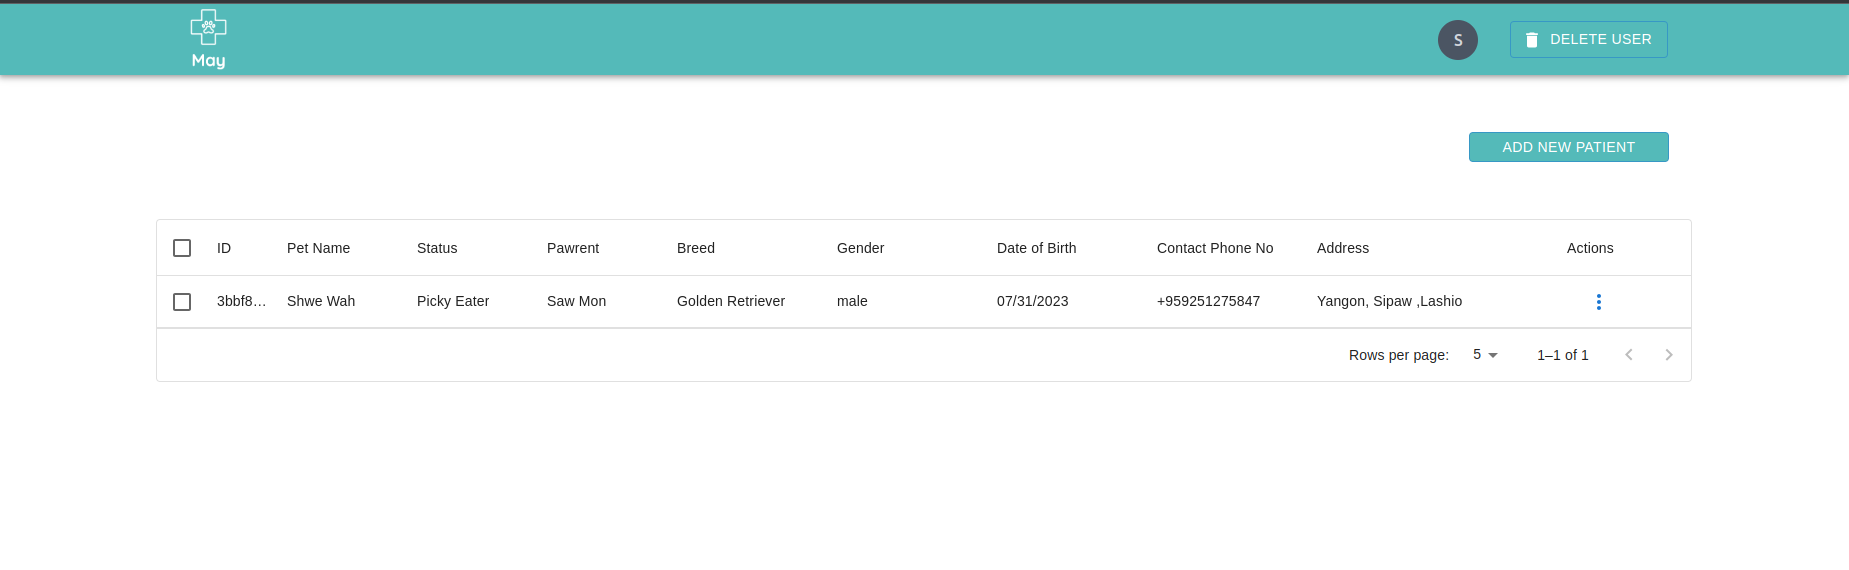 May
S
DELETE USER
ADD NEW PATIENT
ID Pet Name Status Pawrent Breed Gender Date of Birth Contact Phone No Address Actions
3bbf8… Shwe Wah Picky Eater Saw Mon Golden Retriever male 07/31/2023 +959251275847 Yangon, Sipaw ,Lashio
Rows per page: 5 1–1 of 1